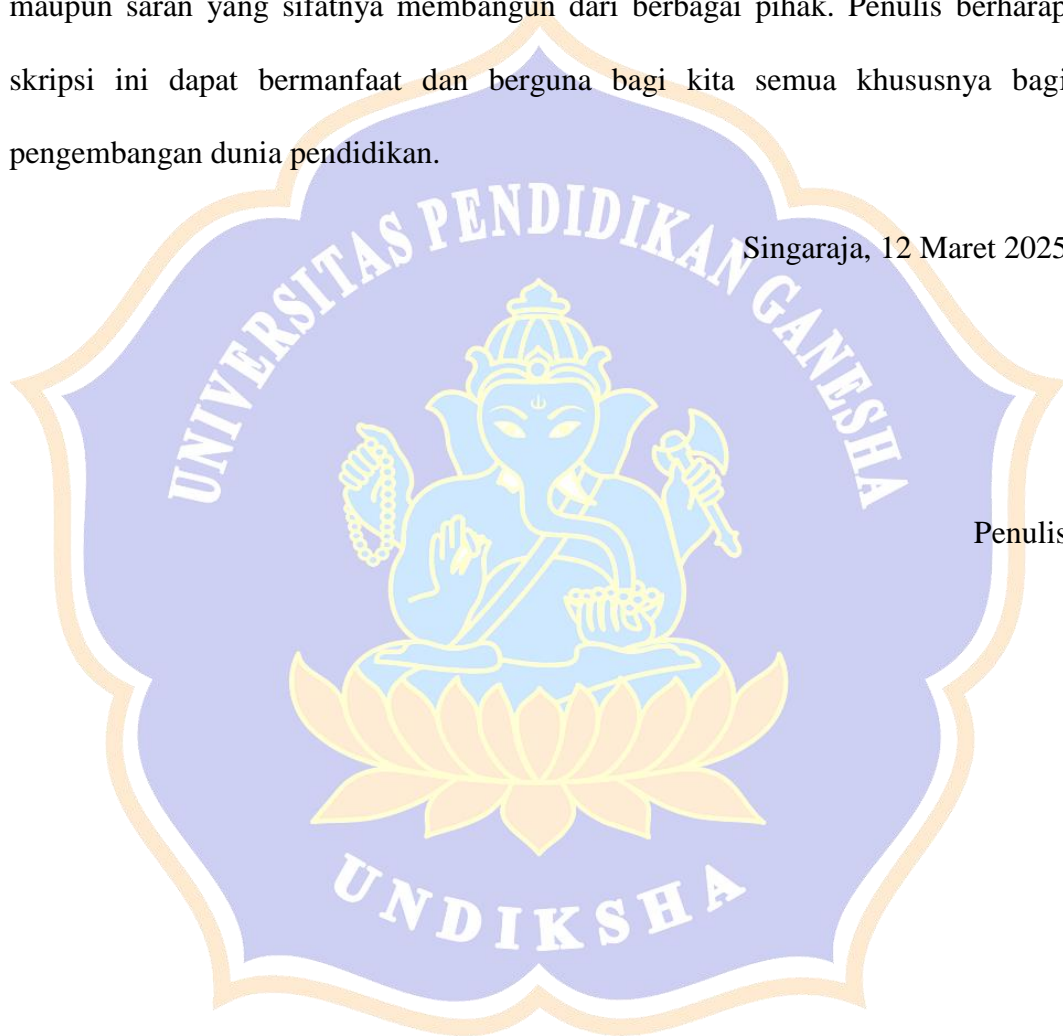 maupun saran yang sifatnya membangun dari berbagai pihak. Penulis berharap
skripsi ini dapat bermanfaat dan berguna bagi kita semua khususnya bagi
pengembangan dunia pendidikan.
UNIVERSITAS PENDIDIKAN GANESHA
Singaraja, 12 Maret 2025
Penulis
UNDIKSHA